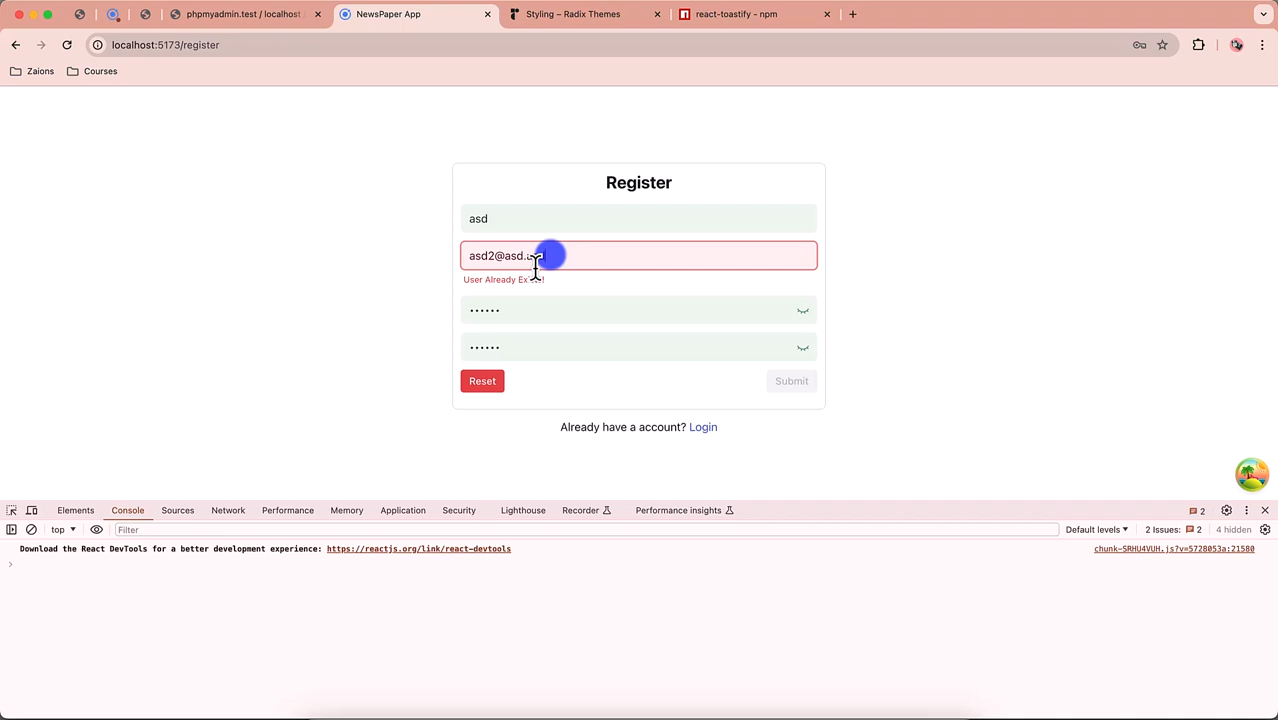 phpmyadmin.test / localhost
NewsPaper App
Styling – Radix Themes
react-toastify - npm
localhost:5173/register
Zaions
Courses
Register
asd
asd2@asd.
User Already
••••••
••••••
Reset
Submit
Already have a account? Login
Elements
Console
Sources
Network
Performance
Memory
Application
Security
Lighthouse
Recorder
Performance insights
2
top
Filter
Default levels
2 Issues:
2
4 hidden
Download the React DevTools for a better development experience: https://reactjs.org/link/react-devtools
chunk-SRHU4VUH.js?v=5728053a:21580